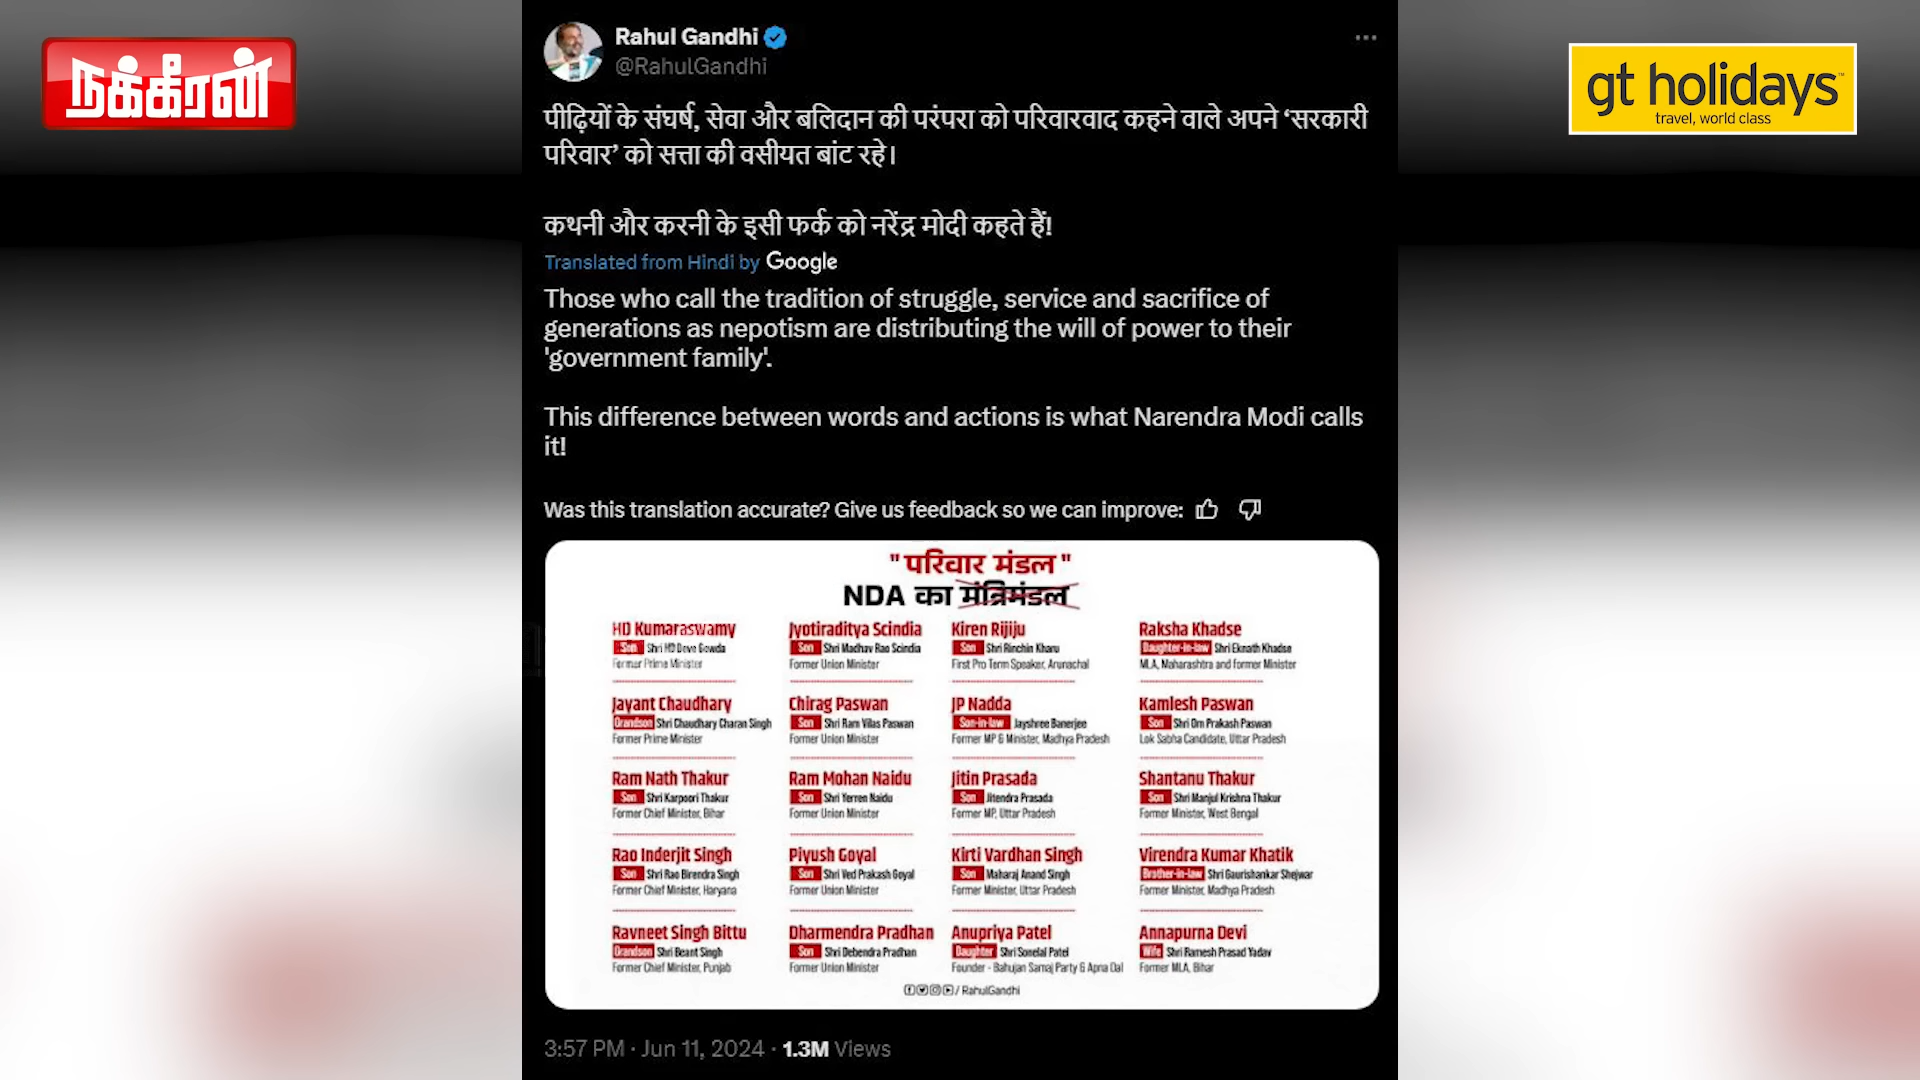 நக்கீரன்
gt holidays™
travel, world class
Rahul Gandhi
@RahulGandhi
पीढ़ियों के संघर्ष, सेवा और बलिदान की परंपरा को परिवारवाद कहने वाले अपने ‘सरकारी
परिवार’ को सत्ता की वसीयत बांट रहे।
कथनी और करनी के इसी फर्क को नरेंद्र मोदी कहते हैं!
Translated from Hindi by Google
Those who call the tradition of struggle, service and sacrifice of
generations as nepotism are distributing the will of power to their
'government family'.
This difference between words and actions is what Narendra Modi calls
it!
Was this translation accurate? Give us feedback so we can improve:
"परिवार मंडल"
NDA का मंत्रिमंडल
HD Kumaraswamy
Son Shri HD Deve Gowda
Former Prime Minister
Jyotiraditya Scindia
Son Shri Madhav Rao Scindia
Former Union Minister
Kiren Rijiju
Son Shri Rinchin Kharu
First Pro Term Speaker, Arunachal
Raksha Khadse
Daughter-in-law Shri Eknath Khadse
MLA, Maharashtra and former Minister
Jayant Chaudhary
Grandson Shri Chaudhary Charan Singh
Former Prime Minister
Chirag Paswan
Son Shri Ram Vilas Paswan
Former Union Minister
JP Nadda
Son-in-law Jayshree Banerjee
Former MP & Minister, Madhya Pradesh
Kamlesh Paswan
Son Shri Om Prakash Paswan
Lok Sabha Candidate, Uttar Pradesh
Ram Nath Thakur
Son Shri Karpoori Thakur
Former Chief Minister, Bihar
Ram Mohan Naidu
Son Shri Yerren Naidu
Former Union Minister
Jitin Prasada
Son Jitendra Prasada
Former MP, Uttar Pradesh
Shantanu Thakur
Son Shri Manjul Krishna Thakur
Former Minister, West Bengal
Rao Inderjit Singh
Son Shri Rao Birendra Singh
Former Chief Minister, Haryana
Piyush Goyal
Son Shri Ved Prakash Goyal
Former Union Minister
Kirti Vardhan Singh
Son Maharaj Anand Singh
Former Minister, Uttar Pradesh
Virendra Kumar Khatik
Brother-in-law Shri Gaurishankar Shejwar
Former Minister, Madhya Pradesh
Ravneet Singh Bittu
Grandson Shri Beant Singh
Former Chief Minister, Punjab
Dharmendra Pradhan
Son Shri Debendra Pradhan
Former Union Minister
Anupriya Patel
Daughter Shri Sonelal Patel
Founder - Bahujan Samaj Party & Apna Dal
Annapurna Devi
Wife Shri Ramesh Prasad Yadav
Former MLA, Bihar
/ RahulGandhi
3:57 PM · Jun 11, 2024 · 1.3M Views